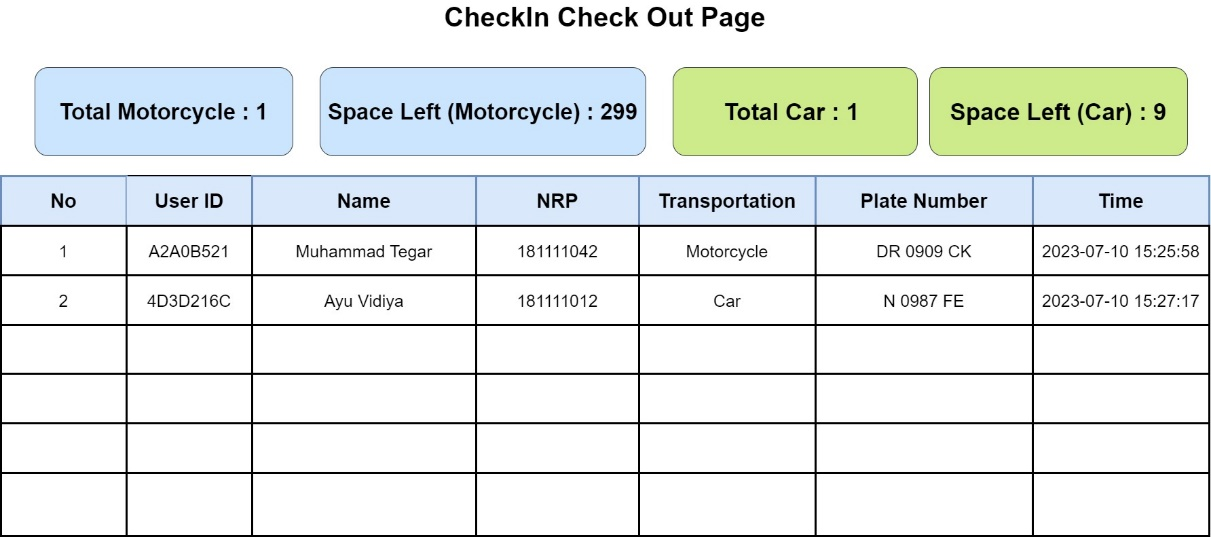 CheckIn Check Out Page
Total Motorcycle : 1 Space Left (Motorcycle) : 299 Total Car : 1 Space Left (Car) : 9
No User ID Name NRP Transportation Plate Number Time
1 A2A0B521 Muhammad Tegar 181111042 Motorcycle DR 0909 CK 2023-07-10 15:25:58
2 4D3D216C Ayu Vidiya 181111012 Car N 0987 FE 2023-07-10 15:27:17